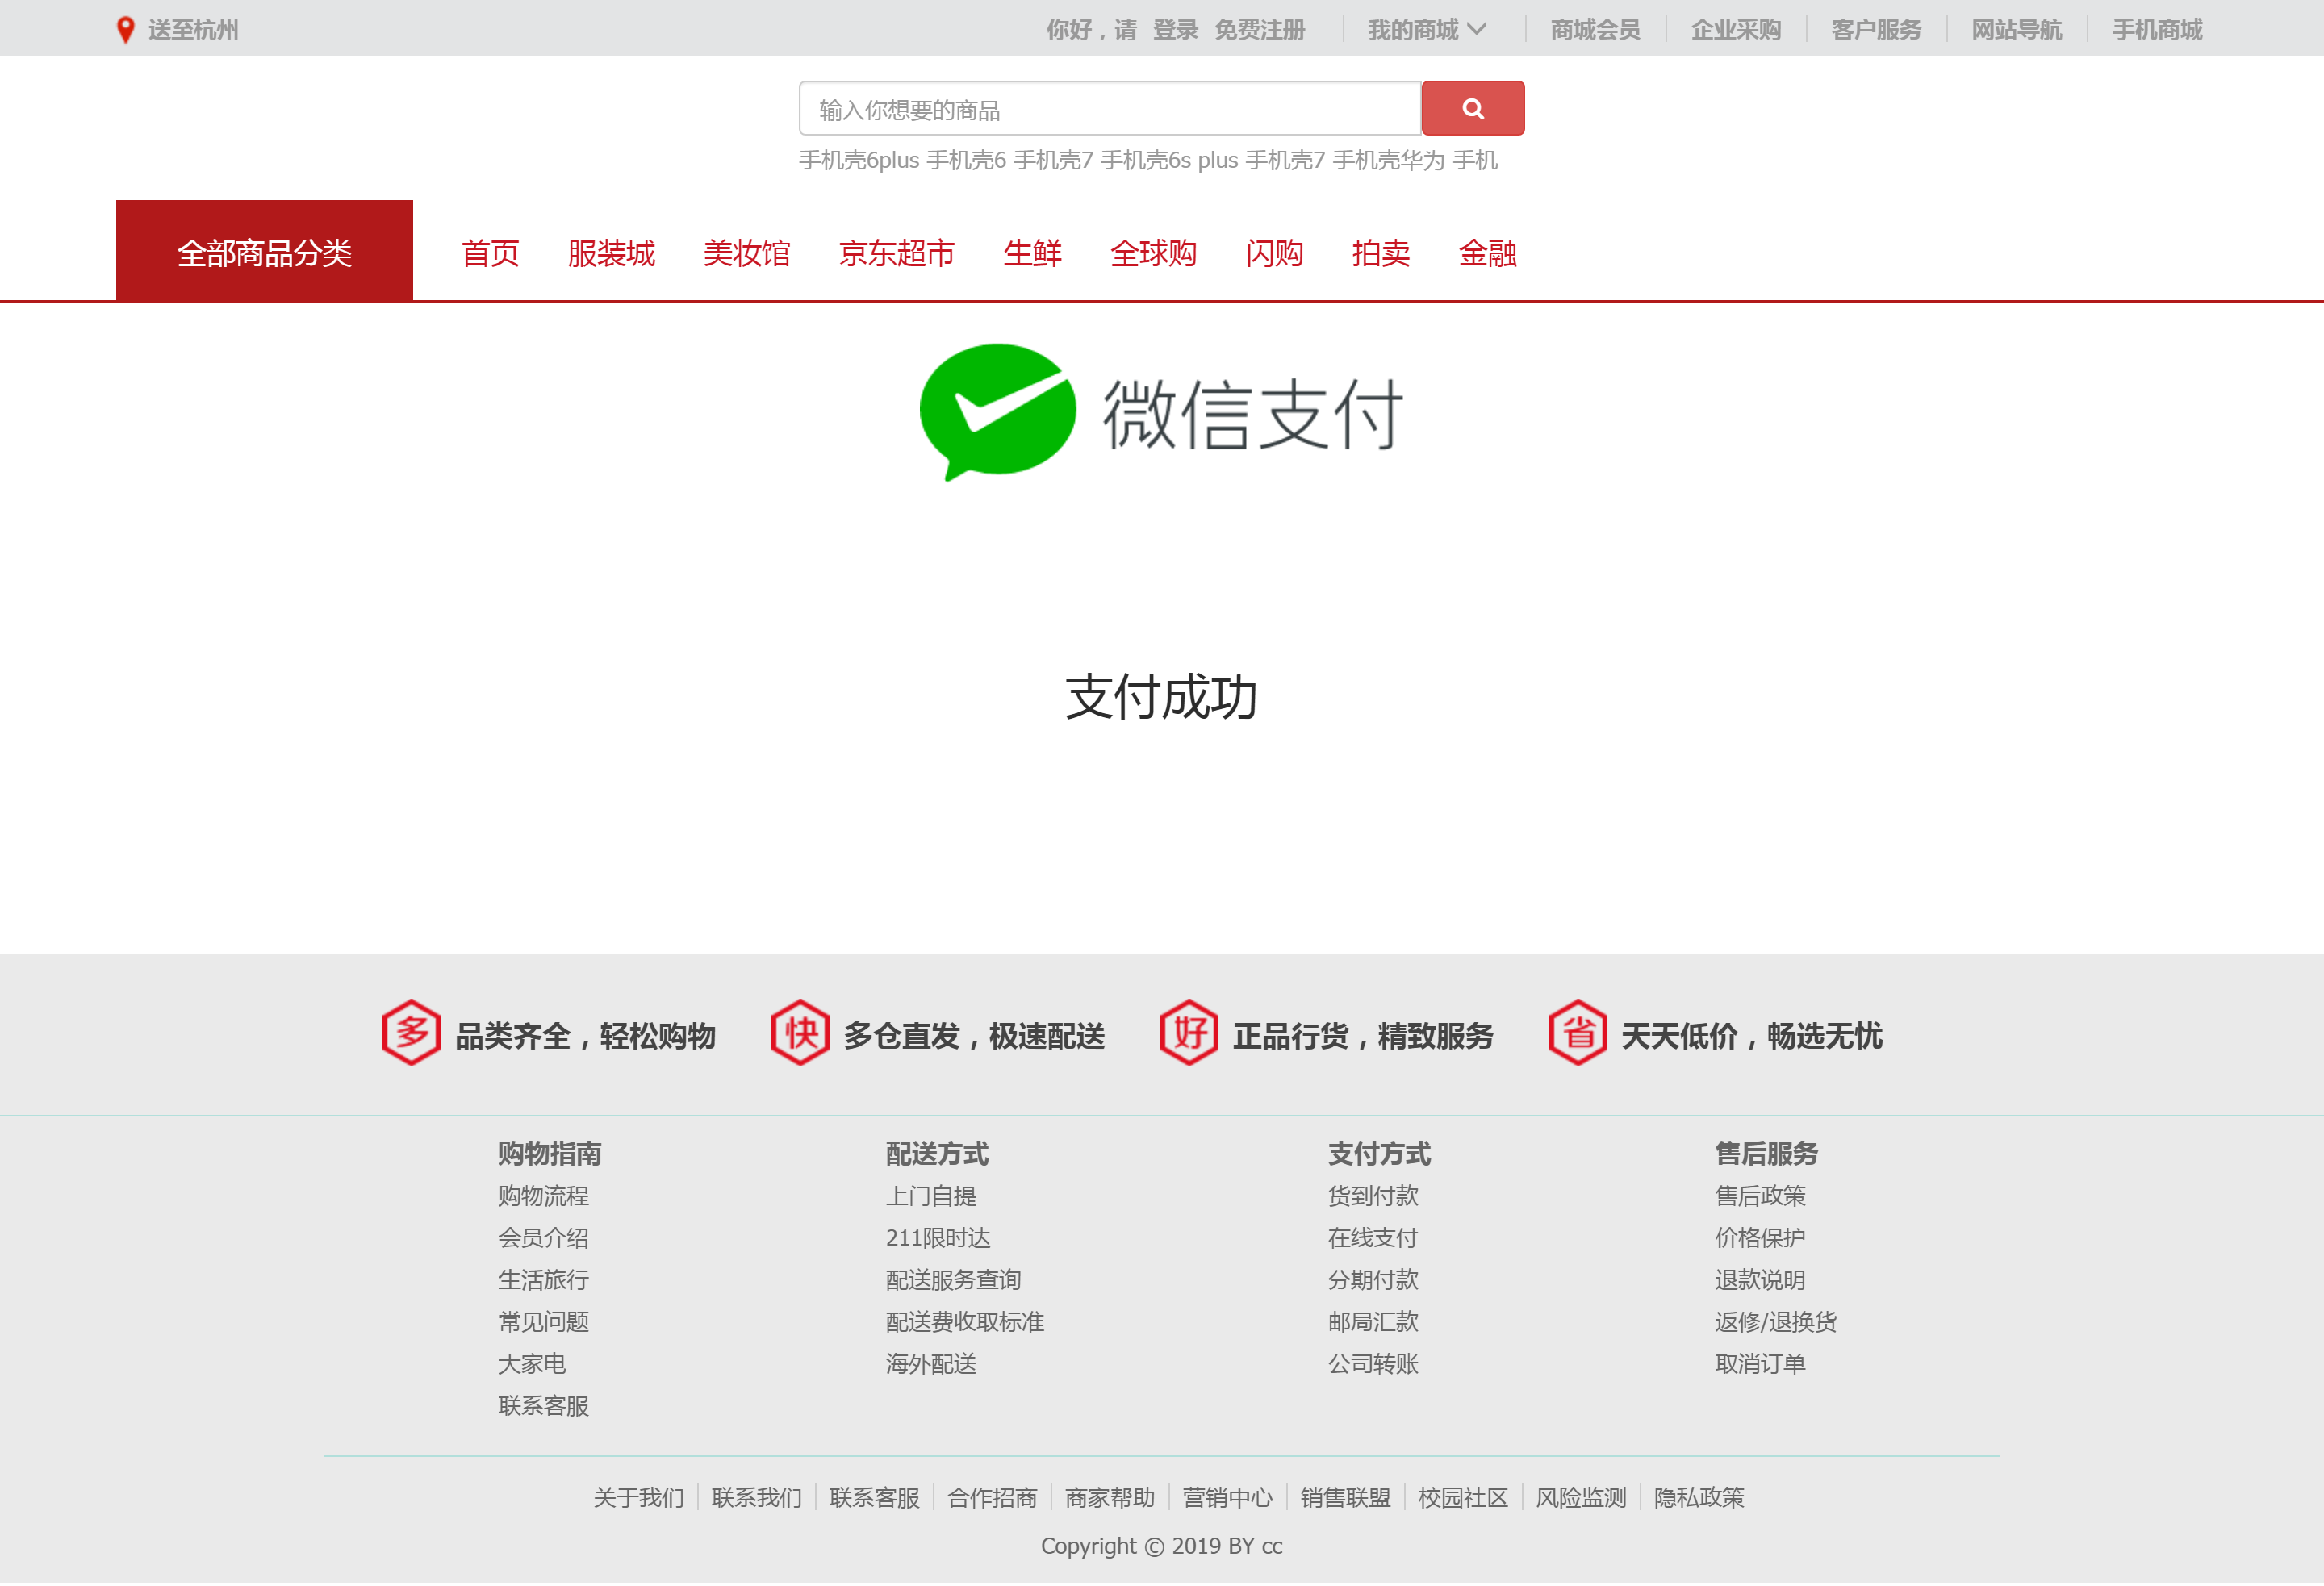 送至杭州 你好，请 登录 免费注册 我的商城 商城会员 企业采购 客户服务 网站导航 手机商城
输入你想要的商品
手机壳6plus 手机壳6 手机壳7 手机壳6s plus 手机壳7 手机壳华为 手机
全部商品分类 首页 服装城 美妆馆 京东超市 生鲜 全球购 闪购 拍卖 金融
微信支付
支付成功
多 品类齐全，轻松购物 快 多仓直发，极速配送 好 正品行货，精致服务 省 天天低价，畅选无忧
购物指南 配送方式 支付方式 售后服务
购物流程 上门自提 货到付款 售后政策
会员介绍 211限时达 在线支付 价格保护
生活旅行 配送服务查询 分期付款 退款说明
常见问题 配送费收取标准 邮局汇款 返修/退换货
大家电 海外配送 公司转账 取消订单
联系客服
关于我们 联系我们 联系客服 合作招商 商家帮助 营销中心 销售联盟 校园社区 风险监测 隐私政策
Copyright © 2019 BY cc